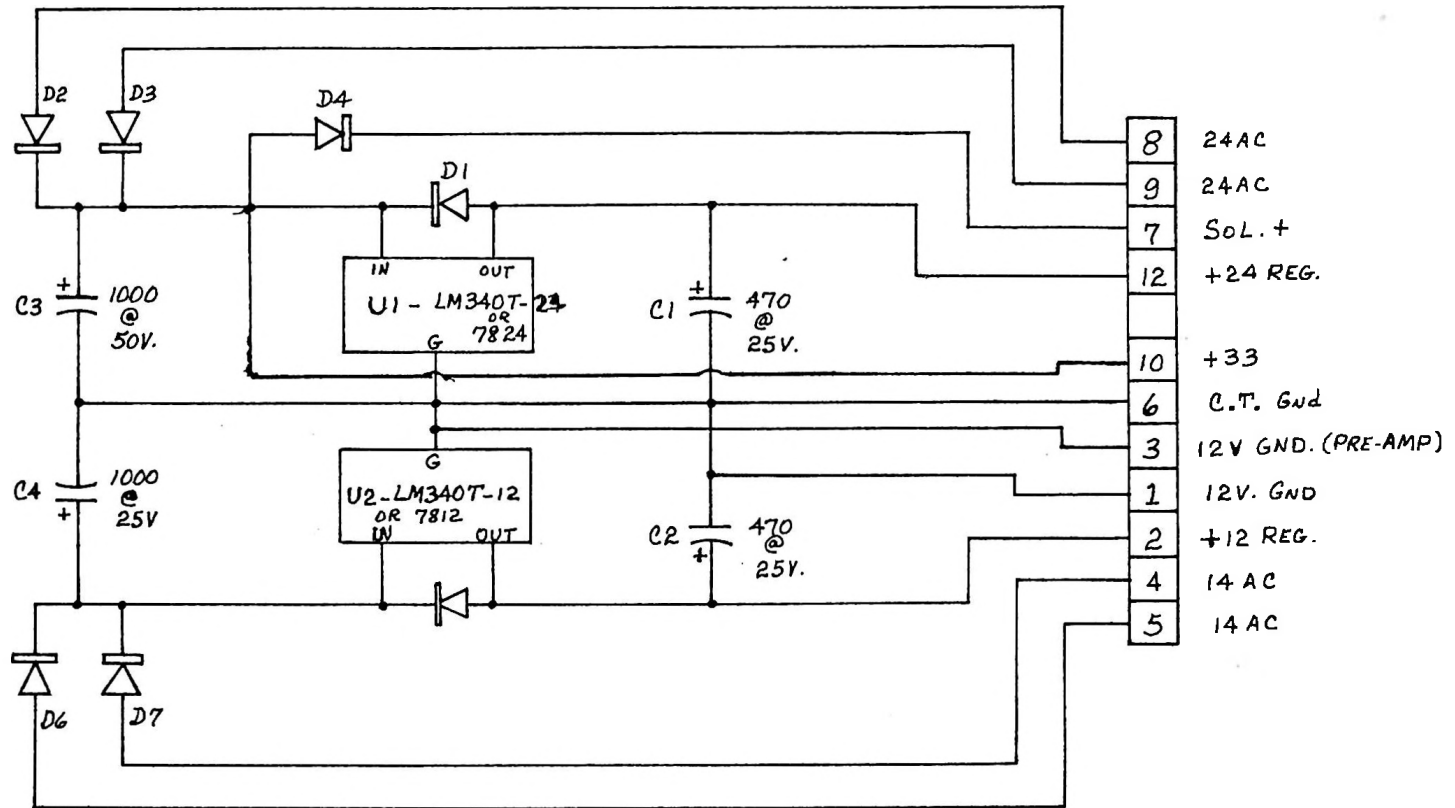 D2
D3
D4
D1
IN
OUT
U1 - LM340T-24
OR
7824
G
C3
+
1000
@
50V.
C1
+
470
@
25V.
C4
1000
@
25V
+
G
U2-LM340T-12
OR 7812
IN
OUT
C2
470
@
25V.
+
D6
D7
8 24AC
9 24AC
7 SOL. +
12 +24 REG.
10 +33
6 C.T. Gnd
3 12V GND. (PRE-AMP)
1 12V. GND
2 +12 REG.
4 14 AC
5 14 AC